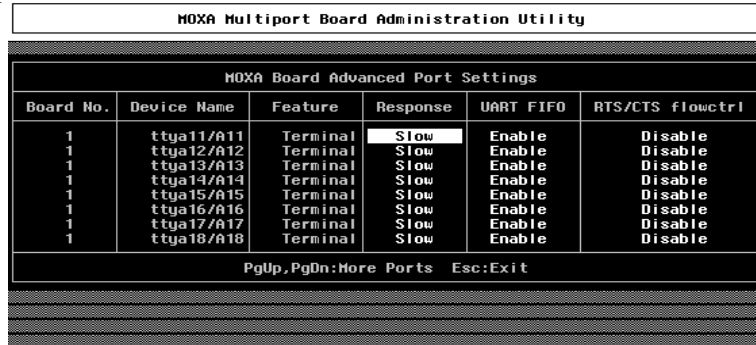 MOXA Multiport Board Administration Utility
MOXA Board Advanced Port Settings
Board No. Device Name Feature Response UART FIFO RTS/CTS flowctrl
1 ttya11/A11 Terminal Slow Enable Disable
1 ttya12/A12 Terminal Slow Enable Disable
1 ttya13/A13 Terminal Slow Enable Disable
1 ttya14/A14 Terminal Slow Enable Disable
1 ttya15/A15 Terminal Slow Enable Disable
1 ttya16/A16 Terminal Slow Enable Disable
1 ttya17/A17 Terminal Slow Enable Disable
1 ttya18/A18 Terminal Slow Enable Disable
PgUp,PgDn:More Ports Esc:Exit